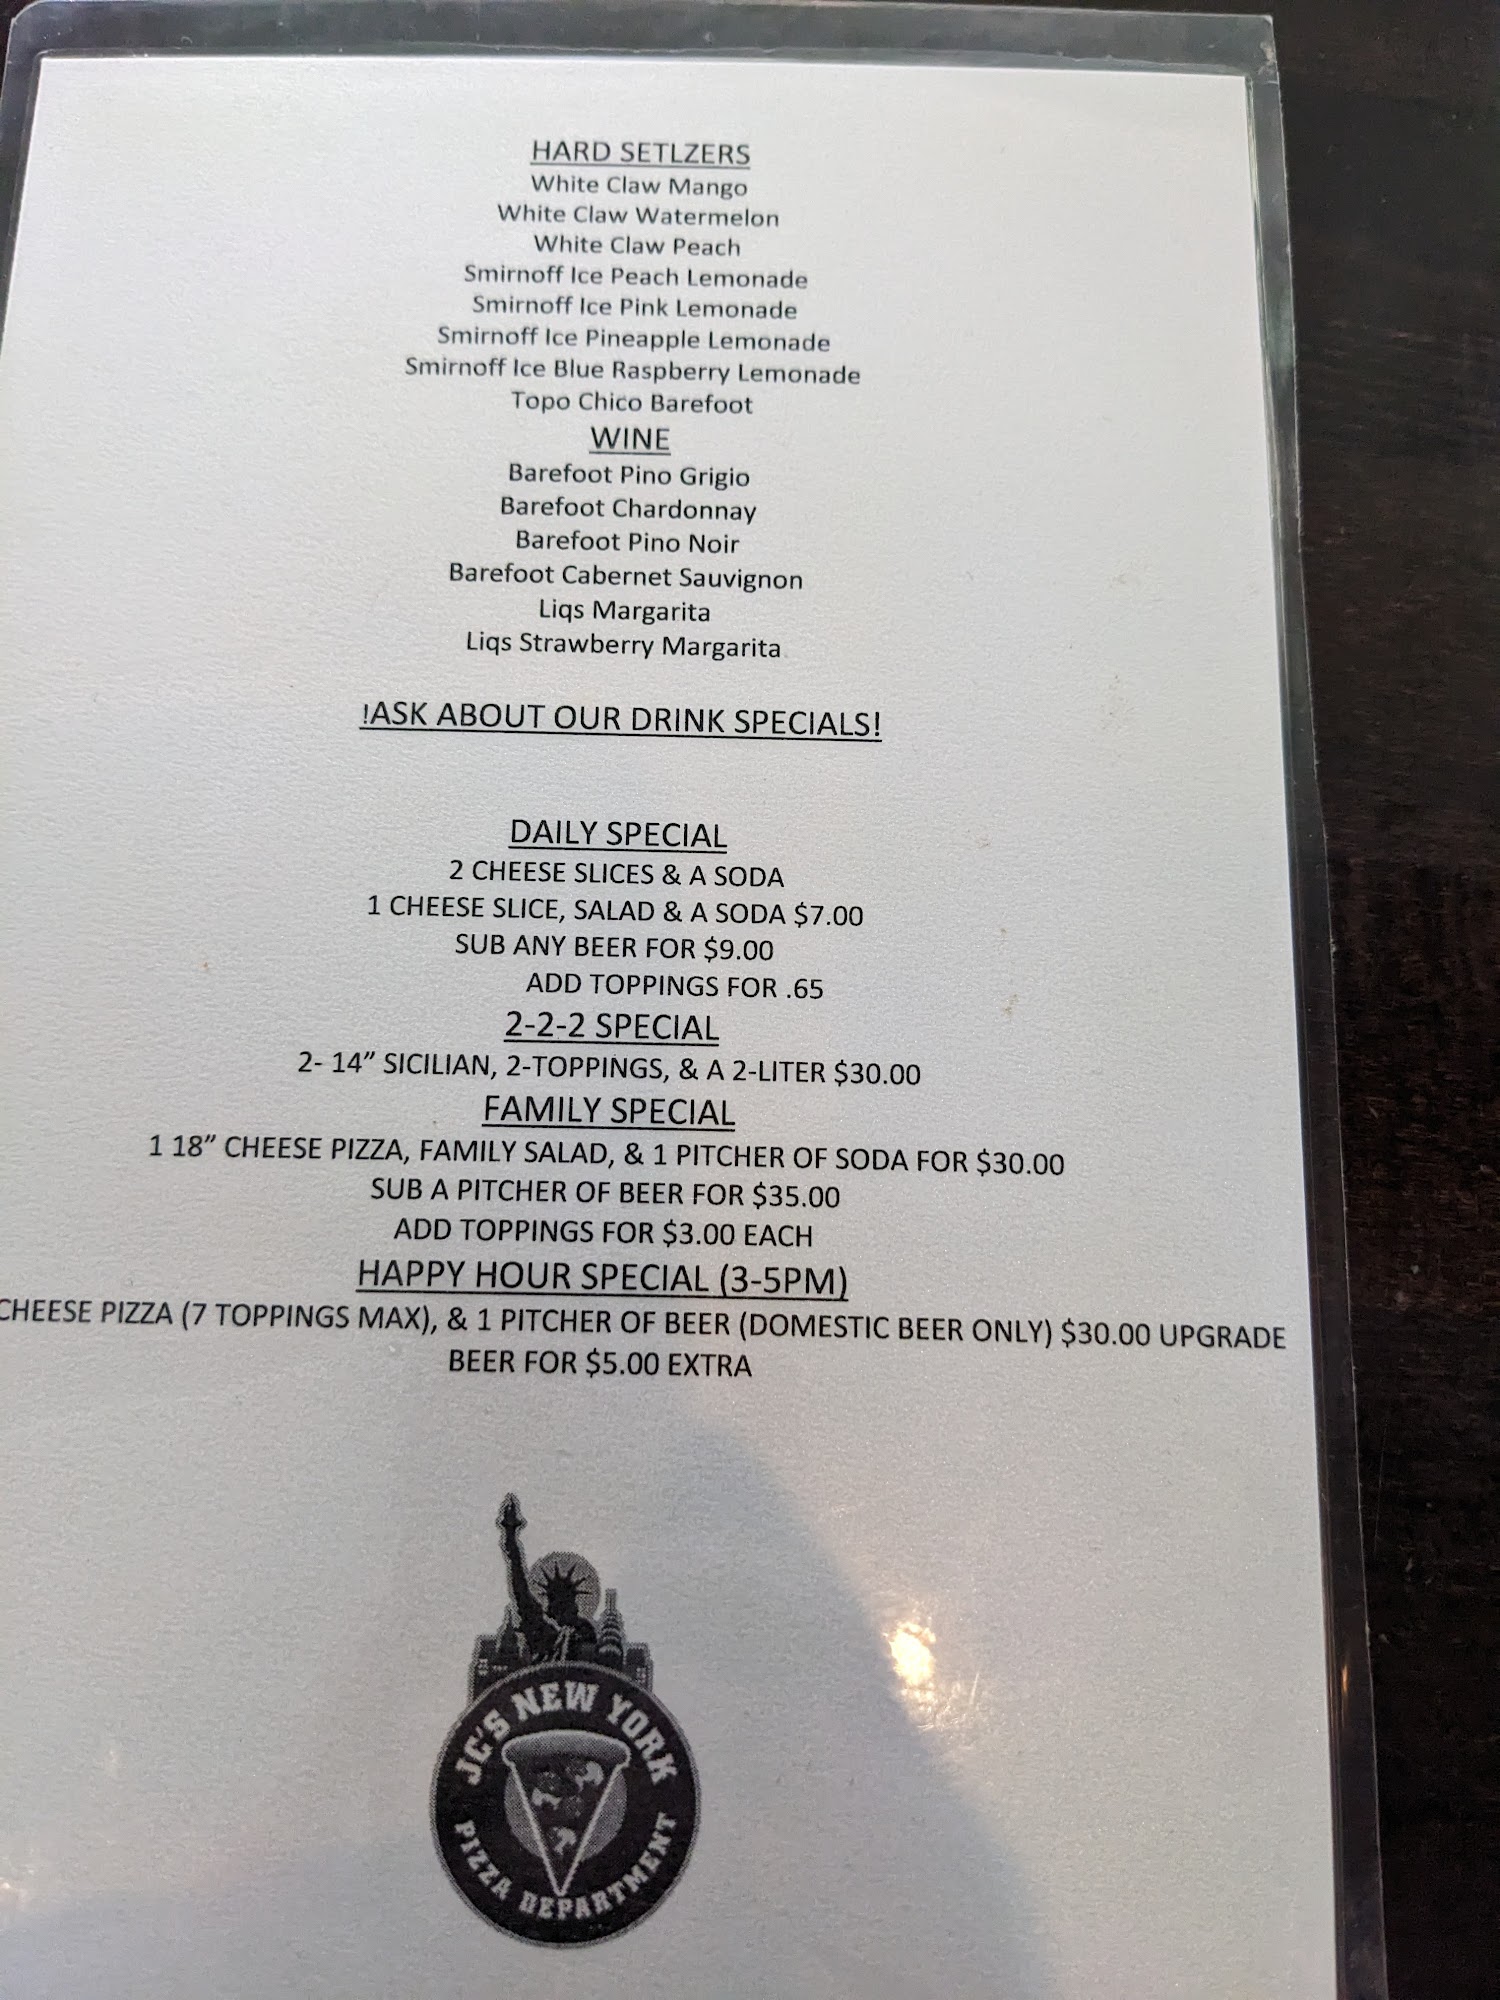 HARD SETLZERS
White Claw Mango
White Claw Watermelon
White Claw Peach
Smirnoff Ice Peach Lemonade
Smirnoff Ice Pink Lemonade
Smirnoff Ice Pineapple Lemonade
Smirnoff Ice Blue Raspberry Lemonade
Topo Chico Barefoot
WINE
Barefoot Pino Grigio
Barefoot Chardonnay
Barefoot Pino Noir
Barefoot Cabernet Sauvignon
Liqs Margarita
Liqs Strawberry Margarita
!ASK ABOUT OUR DRINK SPECIALS!
DAILY SPECIAL
2 CHEESE SLICES & A SODA
1 CHEESE SLICE, SALAD & A SODA $7.00
SUB ANY BEER FOR $9.00
ADD TOPPINGS FOR .65
2-2-2 SPECIAL
2- 14” SICILIAN, 2-TOPPINGS, & A 2-LITER $30.00
FAMILY SPECIAL
1 18” CHEESE PIZZA, FAMILY SALAD, & 1 PITCHER OF SODA FOR $30.00
SUB A PITCHER OF BEER FOR $35.00
ADD TOPPINGS FOR $3.00 EACH
HAPPY HOUR SPECIAL (3-5PM)
CHEESE PIZZA (7 TOPPINGS MAX), & 1 PITCHER OF BEER (DOMESTIC BEER ONLY) $30.00 UPGRADE
BEER FOR $5.00 EXTRA
JC'S NEW YORK
PIZZA DEPARTMENT